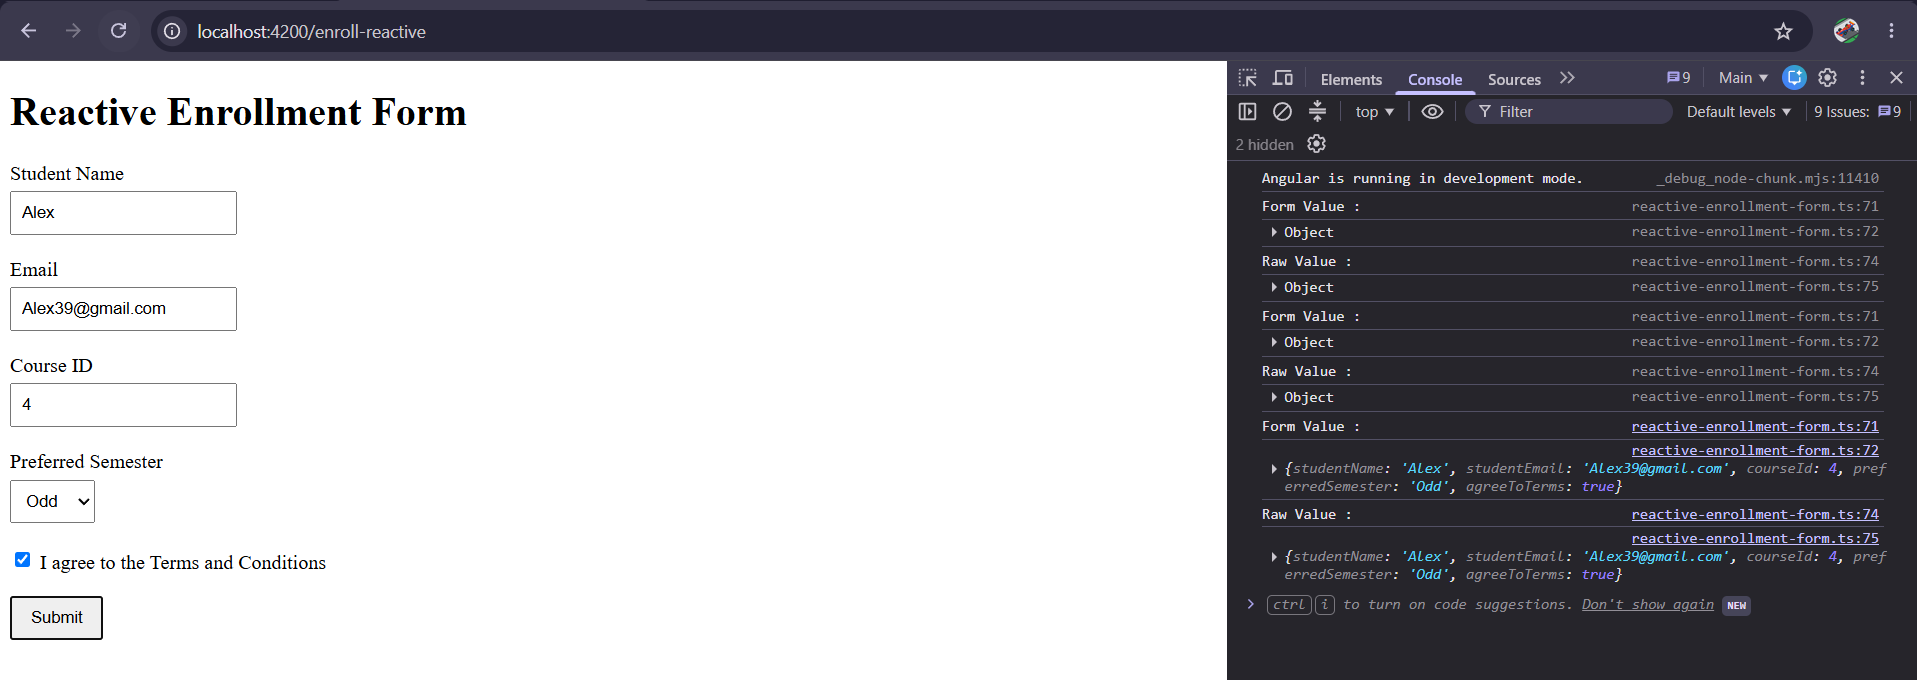 localhost:4200/enroll-reactive
Elements Console Sources 9 Main
top Filter Default levels 9 Issues: 9
2 hidden
Reactive Enrollment Form
Student Name
Alex
Email
Alex39@gmail.com
Course ID
4
Preferred Semester
Odd
I agree to the Terms and Conditions
Submit
Angular is running in development mode. _debug_node-chunk.mjs:11410
Form Value : reactive-enrollment-form.ts:71
Object reactive-enrollment-form.ts:72
Raw Value : reactive-enrollment-form.ts:74
Object reactive-enrollment-form.ts:75
Form Value : reactive-enrollment-form.ts:71
Object reactive-enrollment-form.ts:72
Raw Value : reactive-enrollment-form.ts:74
Object reactive-enrollment-form.ts:75
Form Value : reactive-enrollment-form.ts:71
reactive-enrollment-form.ts:72
{studentName: 'Alex', studentEmail: 'Alex39@gmail.com', courseId: 4, pref
erredSemester: 'Odd', agreeToTerms: true}
Raw Value : reactive-enrollment-form.ts:74
reactive-enrollment-form.ts:75
{studentName: 'Alex', studentEmail: 'Alex39@gmail.com', courseId: 4, pref
erredSemester: 'Odd', agreeToTerms: true}
ctrl i to turn on code suggestions. Don't show again NEW